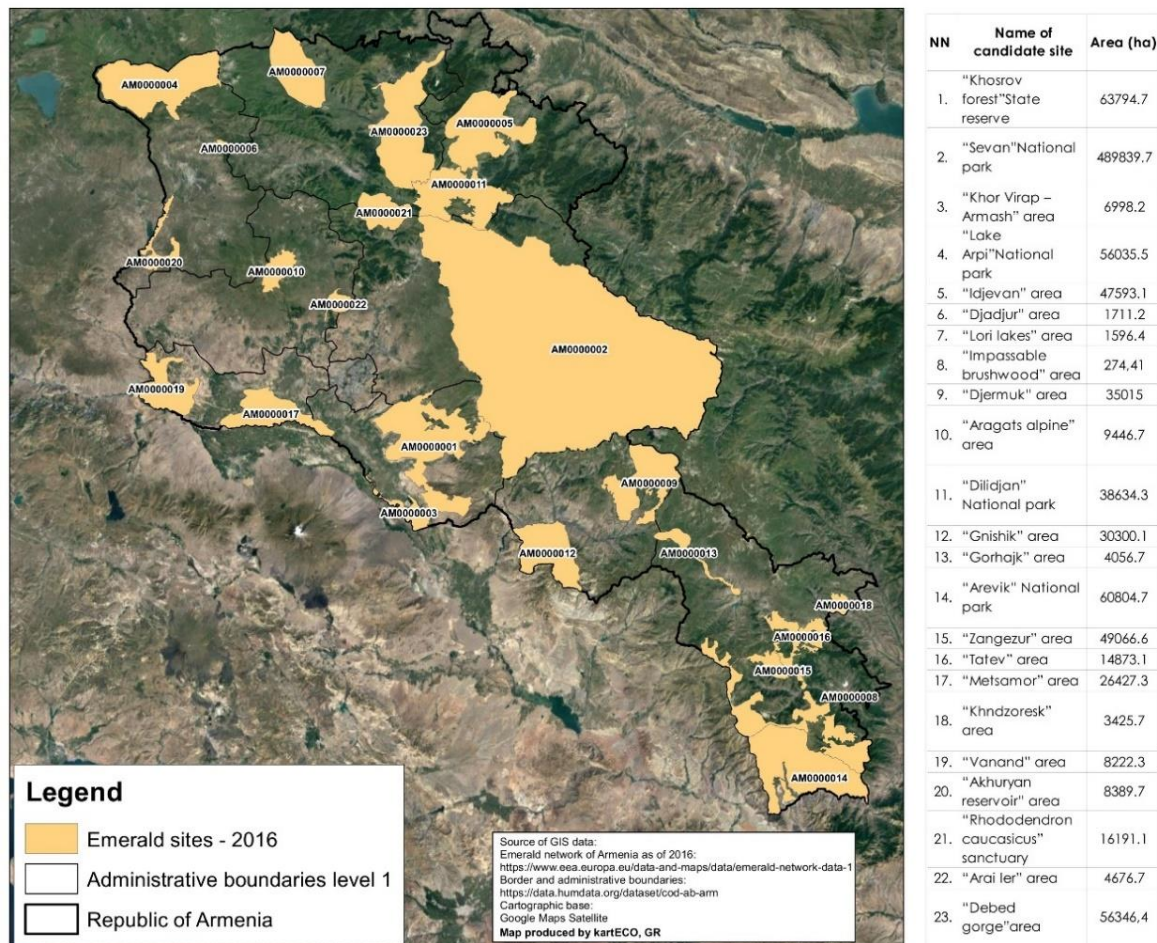 AM0000004
AM0000007
AM0000023
AM0000005
AM0000006
AM0000011
AM0000021
AM0000020
AM0000010
AM0000022
AM0000002
AM0000019
AM0000017
AM0000001
AM0000009
AM0000003
AM0000012
AM0000013
AM0000018
AM0000016
AM0000015
AM0000008
AM0000014
Legend
Emerald sites - 2016
Administrative boundaries level 1
Republic of Armenia
Source of GIS data:
Emerald network of Armenia as of 2016:
https://www.eea.europa.eu/data-and-maps/data/emerald-network-data-1
Border and administrative boundaries:
https://data.humdata.org/dataset/cod-ab-arm
Cartographic base:
Google Maps Satellite
Map produced by kartECO, GR
NN Name of candidate site Area (ha)
1. "Khosrov forest"State reserve 63794.7
2. "Sevan"National park 489839.7
3. "Khor Virap – Armash" area 6998.2
4. "Lake Arpi"National park 56035.5
5. "Idjevan" area 47593.1
6. "Djadjur" area 1711.2
7. "Lori lakes" area 1596.4
8. "Impassable brushwood" area 274,41
9. "Djermuk" area 35015
10. "Aragats alpine" area 9446.7
11. "Dilidjan" National park 38634.3
12. "Gnishik" area 30300.1
13. "Gorhajk" area 4056.7
14. "Arevik" National park 60804.7
15. "Zangezur" area 49066.6
16. "Tatev" area 14873.1
17. "Metsamor" area 26427.3
18. "Khndzoresk" area 3425.7
19. "Vanand" area 8222.3
20. "Akhuryan reservoir" area 8389.7
21. "Rhododendron caucasicus" sanctuary 16191.1
22. "Arai ler" area 4676.7
23. "Debed gorge"area 56346,4